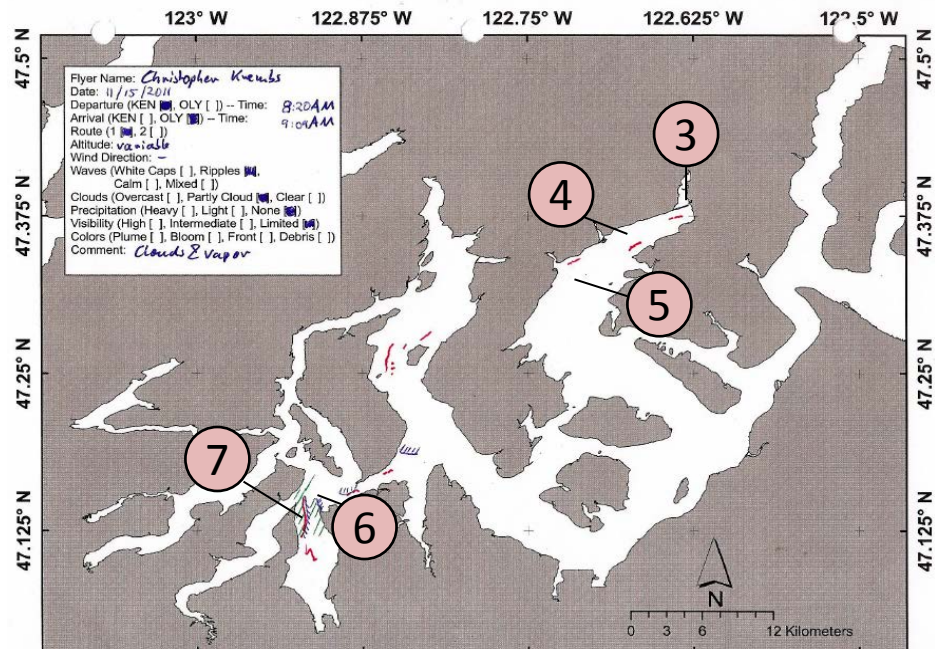 123° W 122.875° W 122.75° W 122.625° W 122.5° W
47.5° N 47.5° N
Flyer Name: Christopher Krembs
Date: 11/15/2011
Departure (KEN [ ], OLY [ ]) -- Time: 8:20AM
Arrival (KEN [ ], OLY [ ]) -- Time: 9:09AM
Route (1 [ ], 2 [ ])
Altitude: variable
Wind Direction: –
Waves (White Caps [ ], Ripples [ ],
Calm [ ], Mixed [ ])
Clouds (Overcast [ ], Partly Cloud [ ], Clear [ ])
Precipitation (Heavy [ ], Light [ ], None [ ])
Visibility (High [ ], Intermediate [ ], Limited [ ])
Colors (Plume [ ], Bloom [ ], Front [ ], Debris [ ])
Comment: Clouds & vapor
3
4
47.375° N 47.375° N
5
47.25° N 47.25° N
7
6
47.125° N 47.125° N
N
0 3 6 12 Kilometers